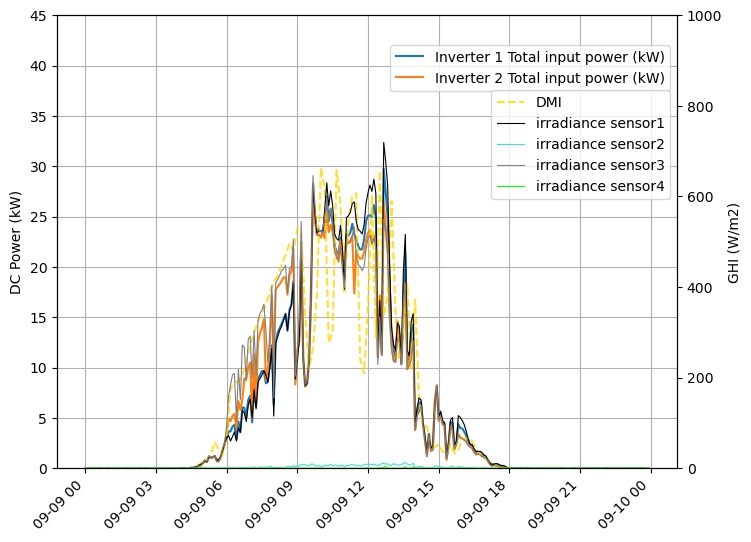 45
40
35
30
25
20
15
10
5
0
DC Power (kW)
1000
800
600
400
200
0
GHI (W/m2)
Inverter 1 Total input power (kW)
Inverter 2 Total input power (kW)
DMI
irradiance sensor1
irradiance sensor2
irradiance sensor3
irradiance sensor4
09-09 00
09-09 03
09-09 06
09-09 09
09-09 12
09-09 15
09-09 18
09-09 21
09-10 00